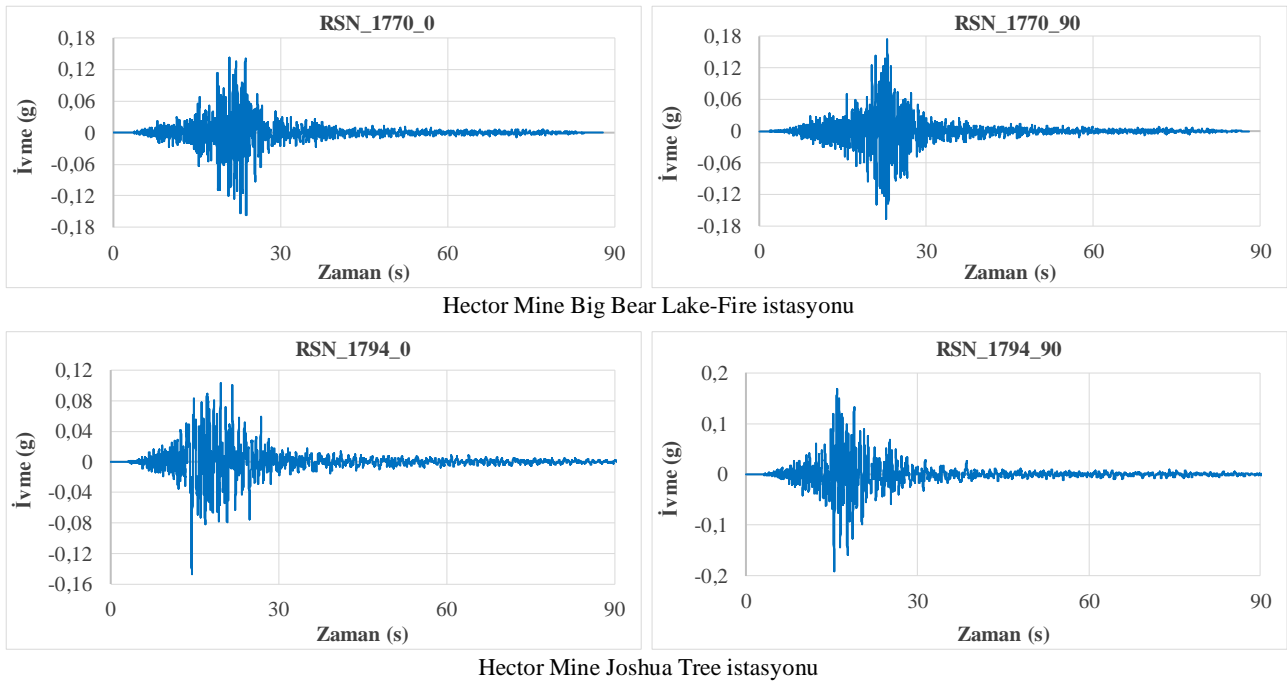 RSN_1770_0
İvme (g)
0,18
0,12
0,06
0
-0,06
-0,12
-0,18
0 30 60 90
Zaman (s)
RSN_1770_90
İvme (g)
0,18
0,12
0,06
0
-0,06
-0,12
-0,18
0 30 60 90
Zaman (s)
Hector Mine Big Bear Lake-Fire istasyonu
RSN_1794_0
İvme (g)
0,12
0,08
0,04
0
-0,04
-0,08
-0,12
-0,16
0 30 60 90
Zaman (s)
RSN_1794_90
İvme (g)
0,2
0,1
0
-0,1
-0,2
0 30 60 90
Zaman (s)
Hector Mine Joshua Tree istasyonu